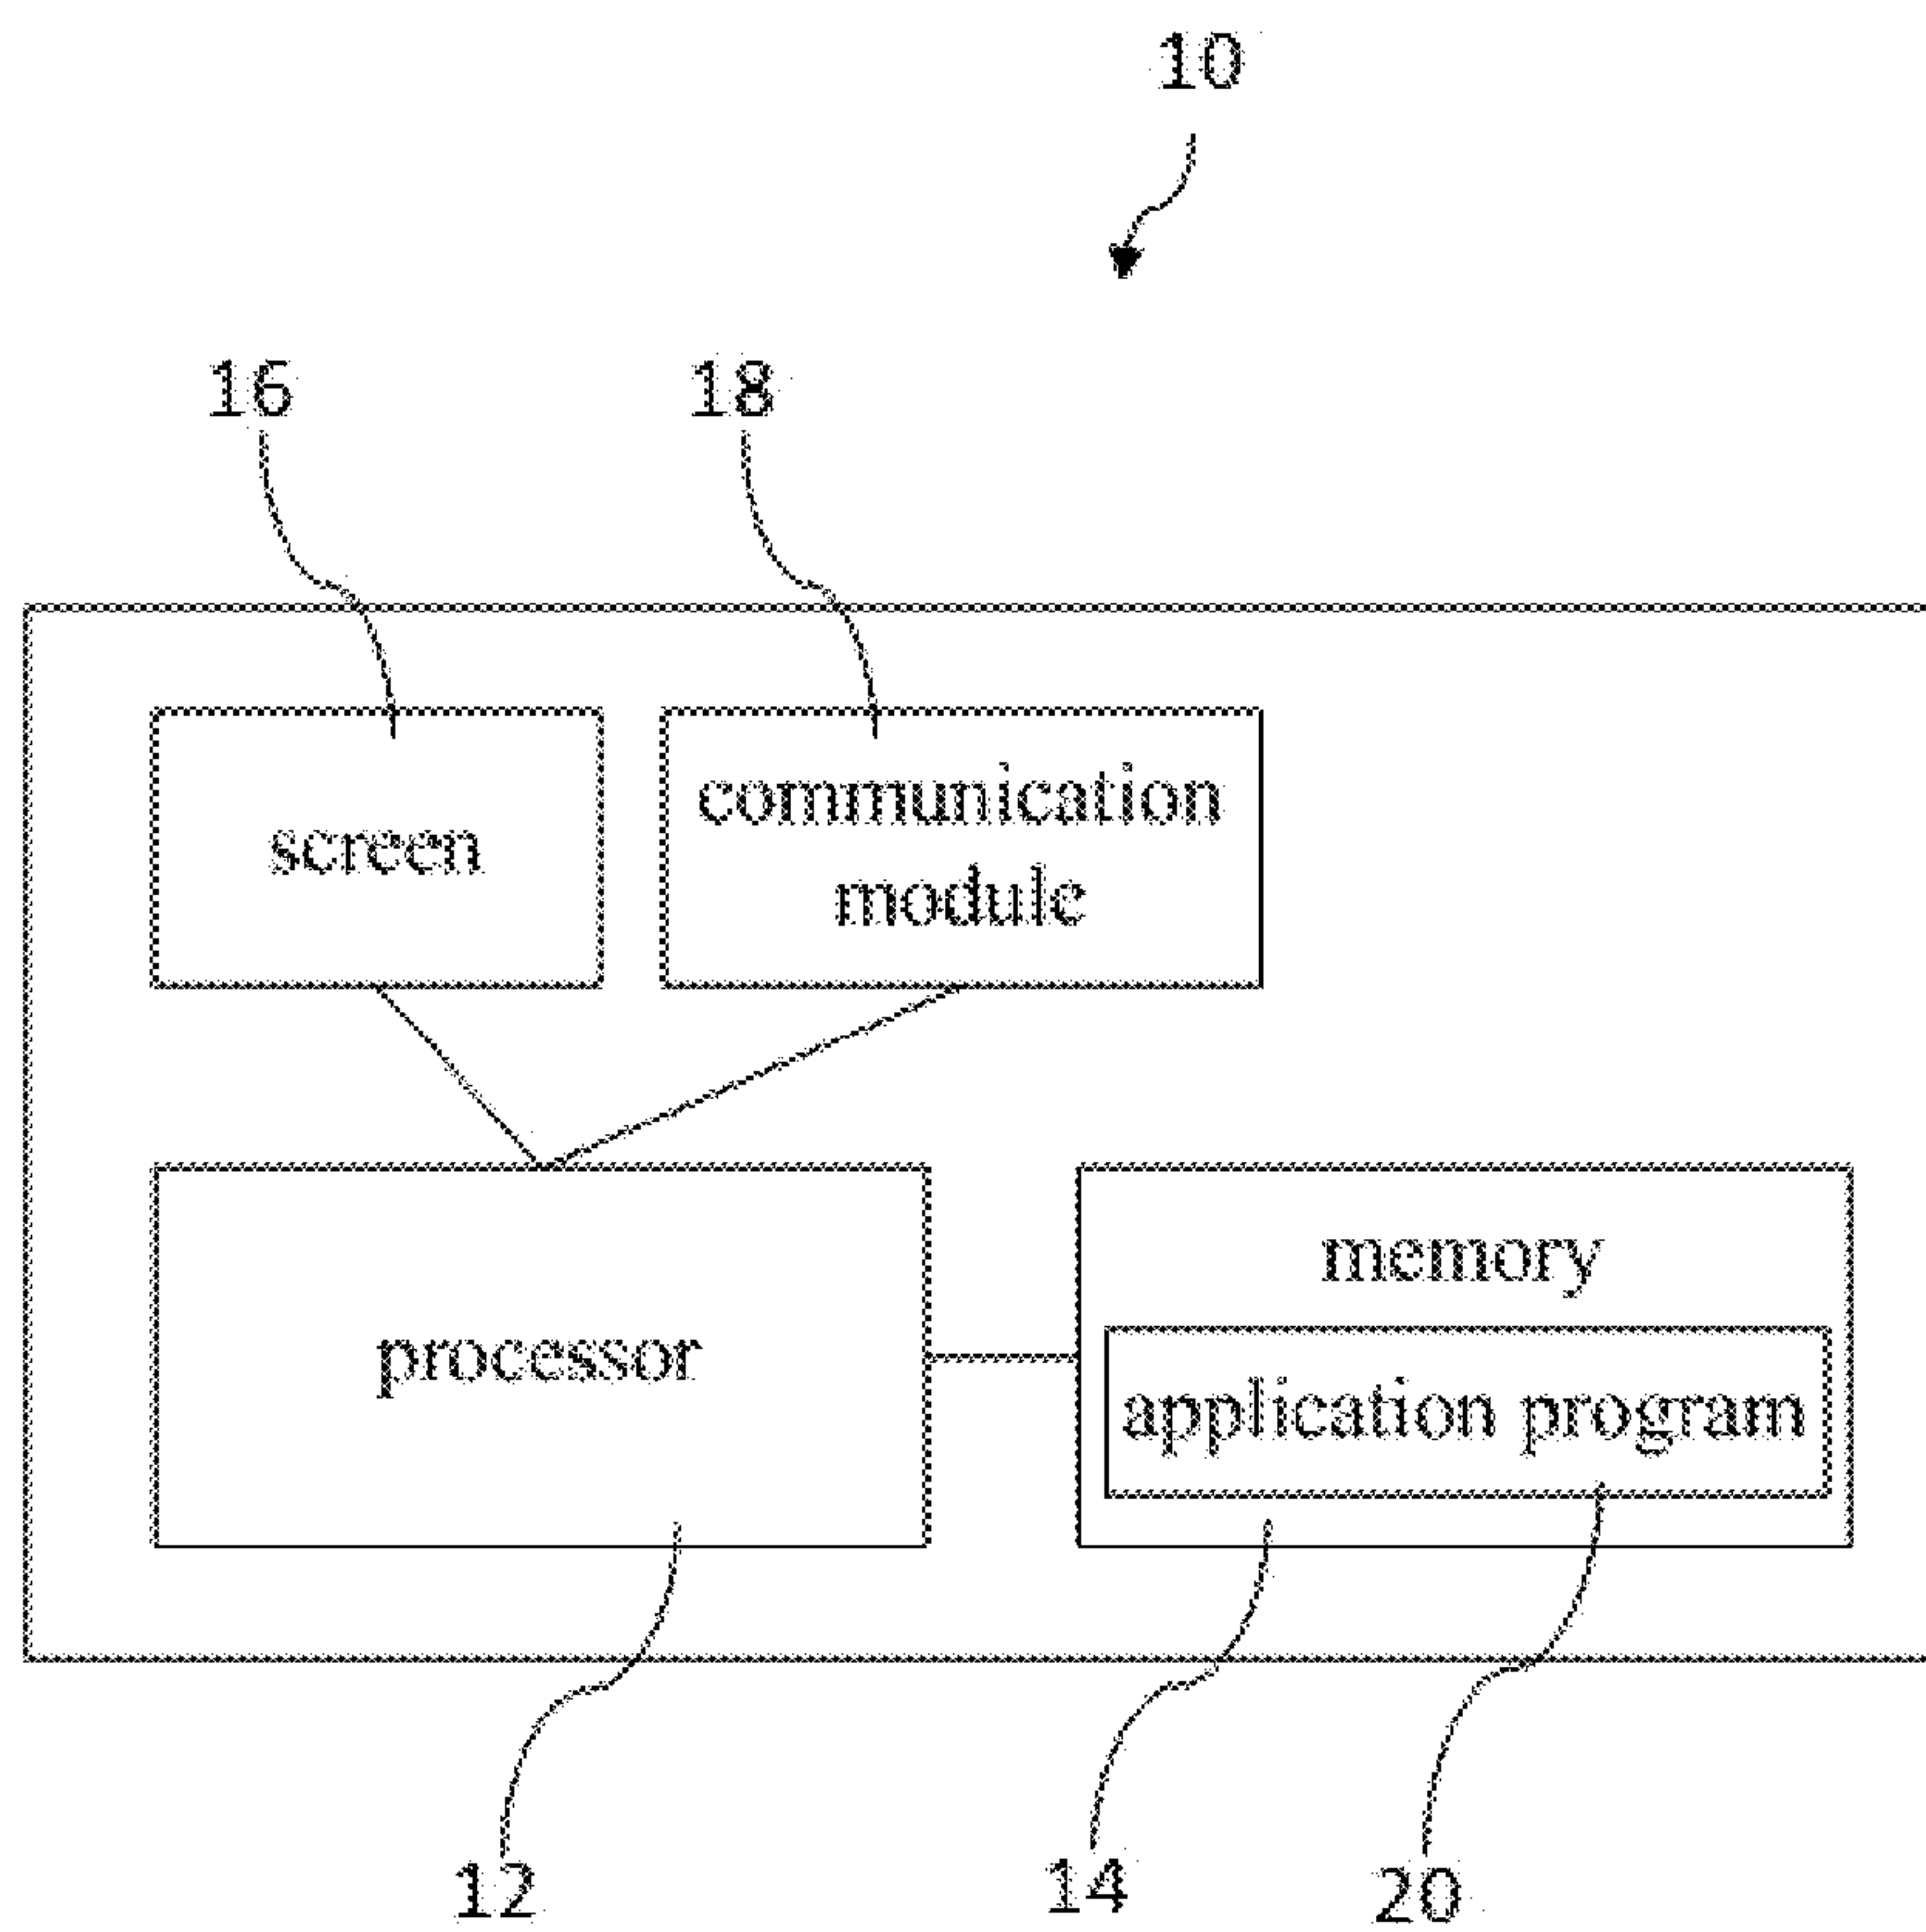 10
16
18
screen
communication
module
processor
memory
application program
12
14
20